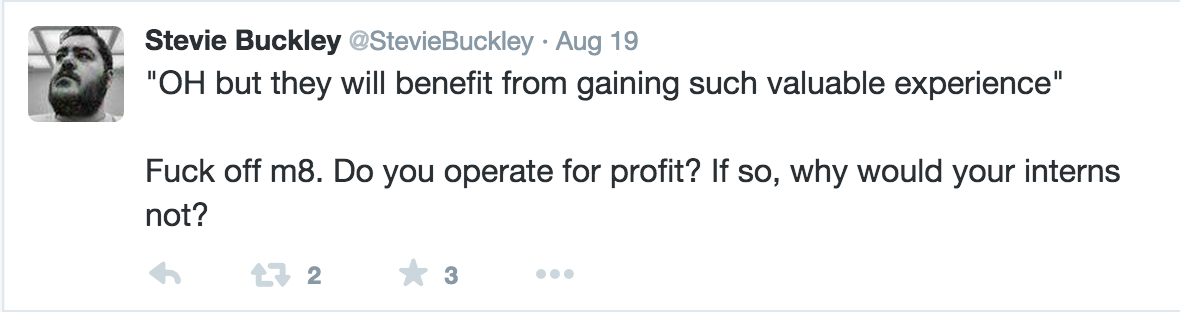 Stevie Buckley @StevieBuckley · Aug 19
"OH but they will benefit from gaining such valuable experience"
Fuck off m8. Do you operate for profit? If so, why would your interns
not?
2 3